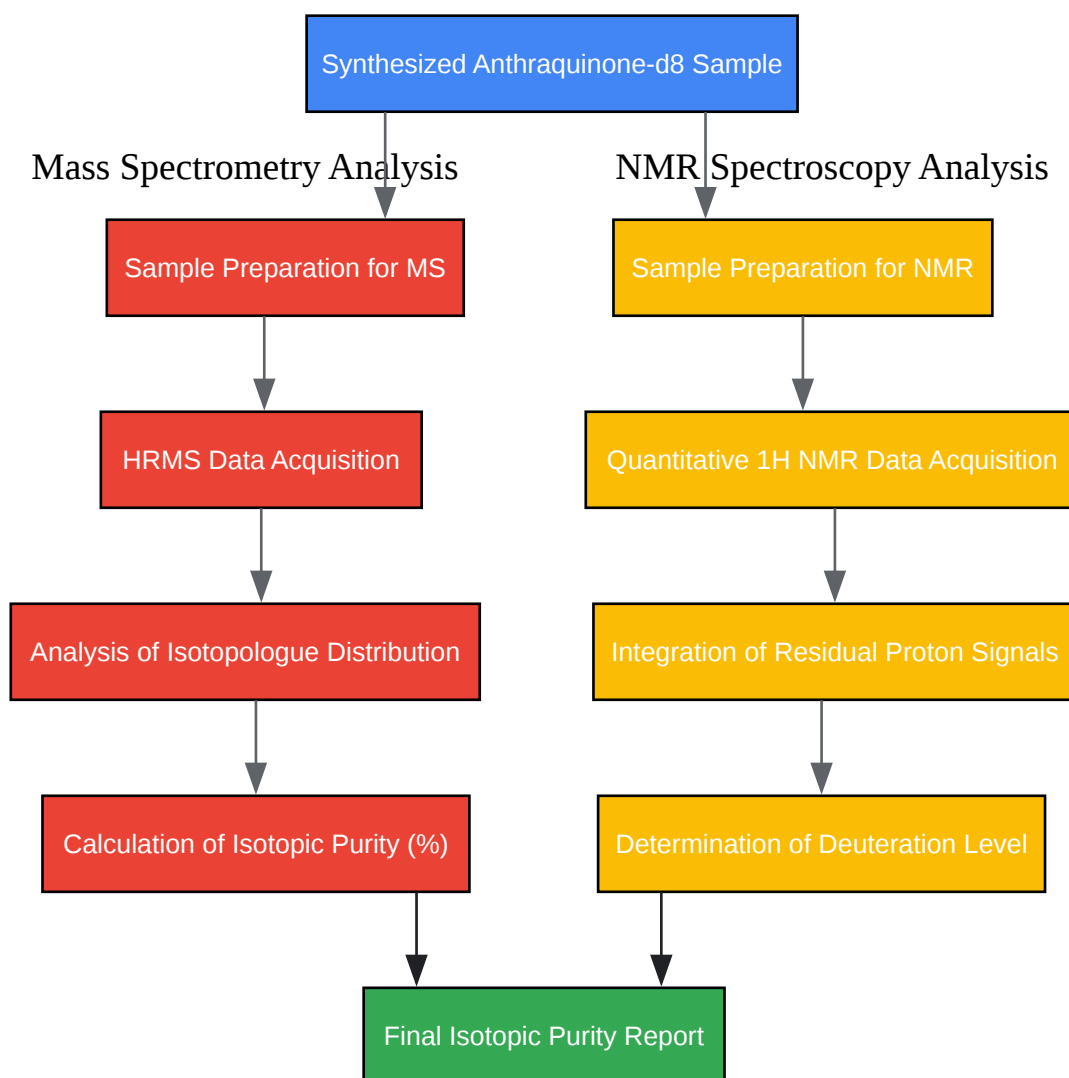 Synthesized Anthraquinone-d8 Sample
Mass Spectrometry Analysis
NMR Spectroscopy Analysis
Sample Preparation for MS
Sample Preparation for NMR
HRMS Data Acquisition
Quantitative 1H NMR Data Acquisition
Analysis of Isotopologue Distribution
Integration of Residual Proton Signals
Calculation of Isotopic Purity (%)
Determination of Deuteration Level
Final Isotopic Purity Report